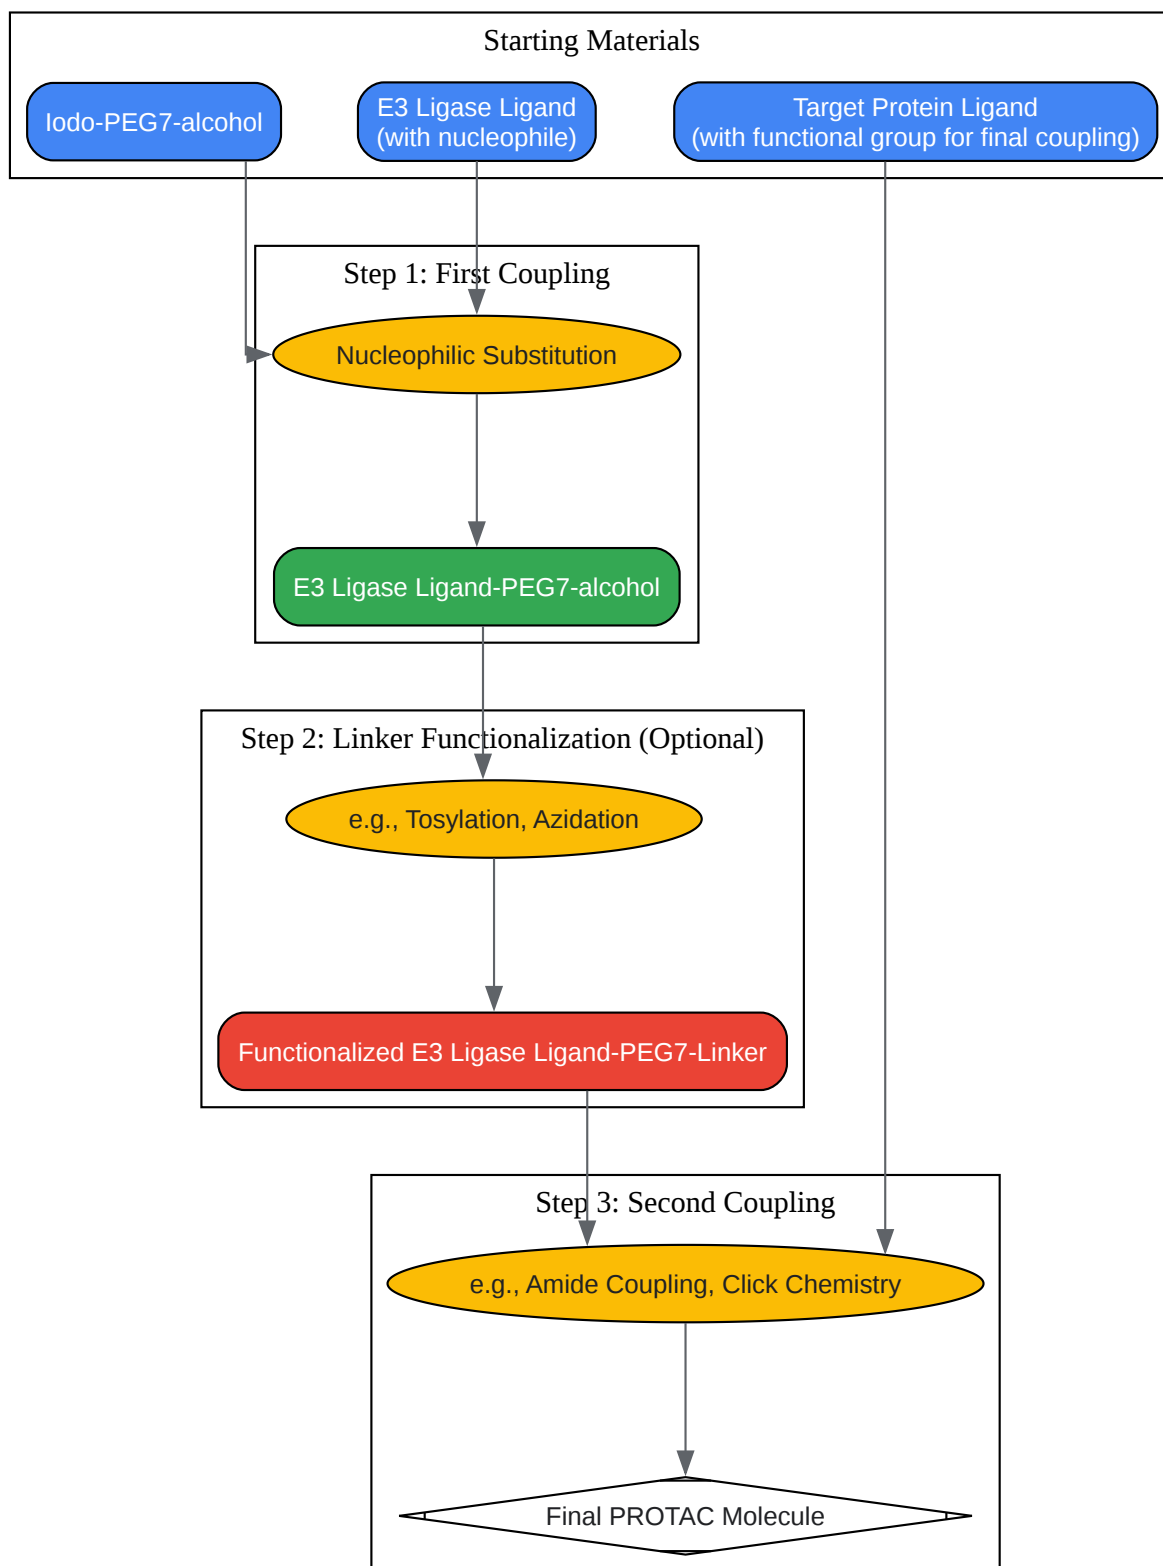 Starting Materials
Iodo-PEG7-alcohol
E3 Ligase Ligand
(with nucleophile)
Target Protein Ligand
(with functional group for final coupling)
Step 1: First Coupling
Nucleophilic Substitution
E3 Ligase Ligand-PEG7-alcohol
Step 2: Linker Functionalization (Optional)
e.g., Tosylation, Azidation
Functionalized E3 Ligase Ligand-PEG7-Linker
Step 3: Second Coupling
e.g., Amide Coupling, Click Chemistry
Final PROTAC Molecule